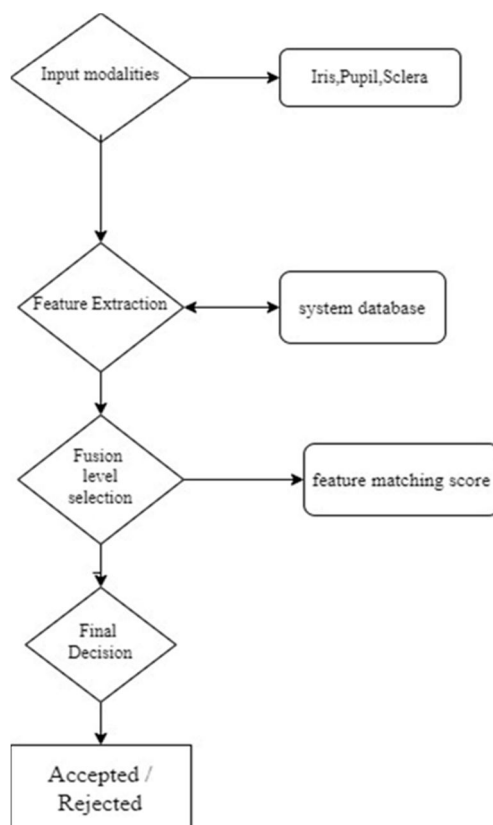 Input modalities
Iris,Pupil,Sclera
Feature Extraction
system database
Fusion
level
selection
feature matching score
Final
Decision
Accepted /
Rejected